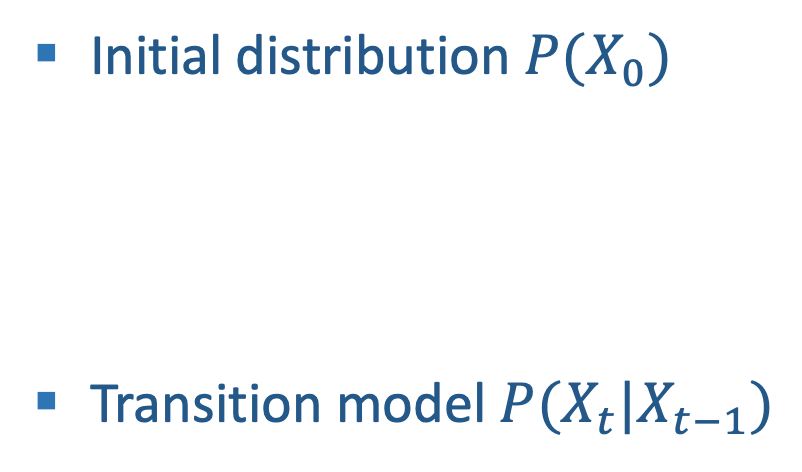 ▪ Initial distribution P(X₀)
▪ Transition model P(Xₜ|Xₜ₋₁)